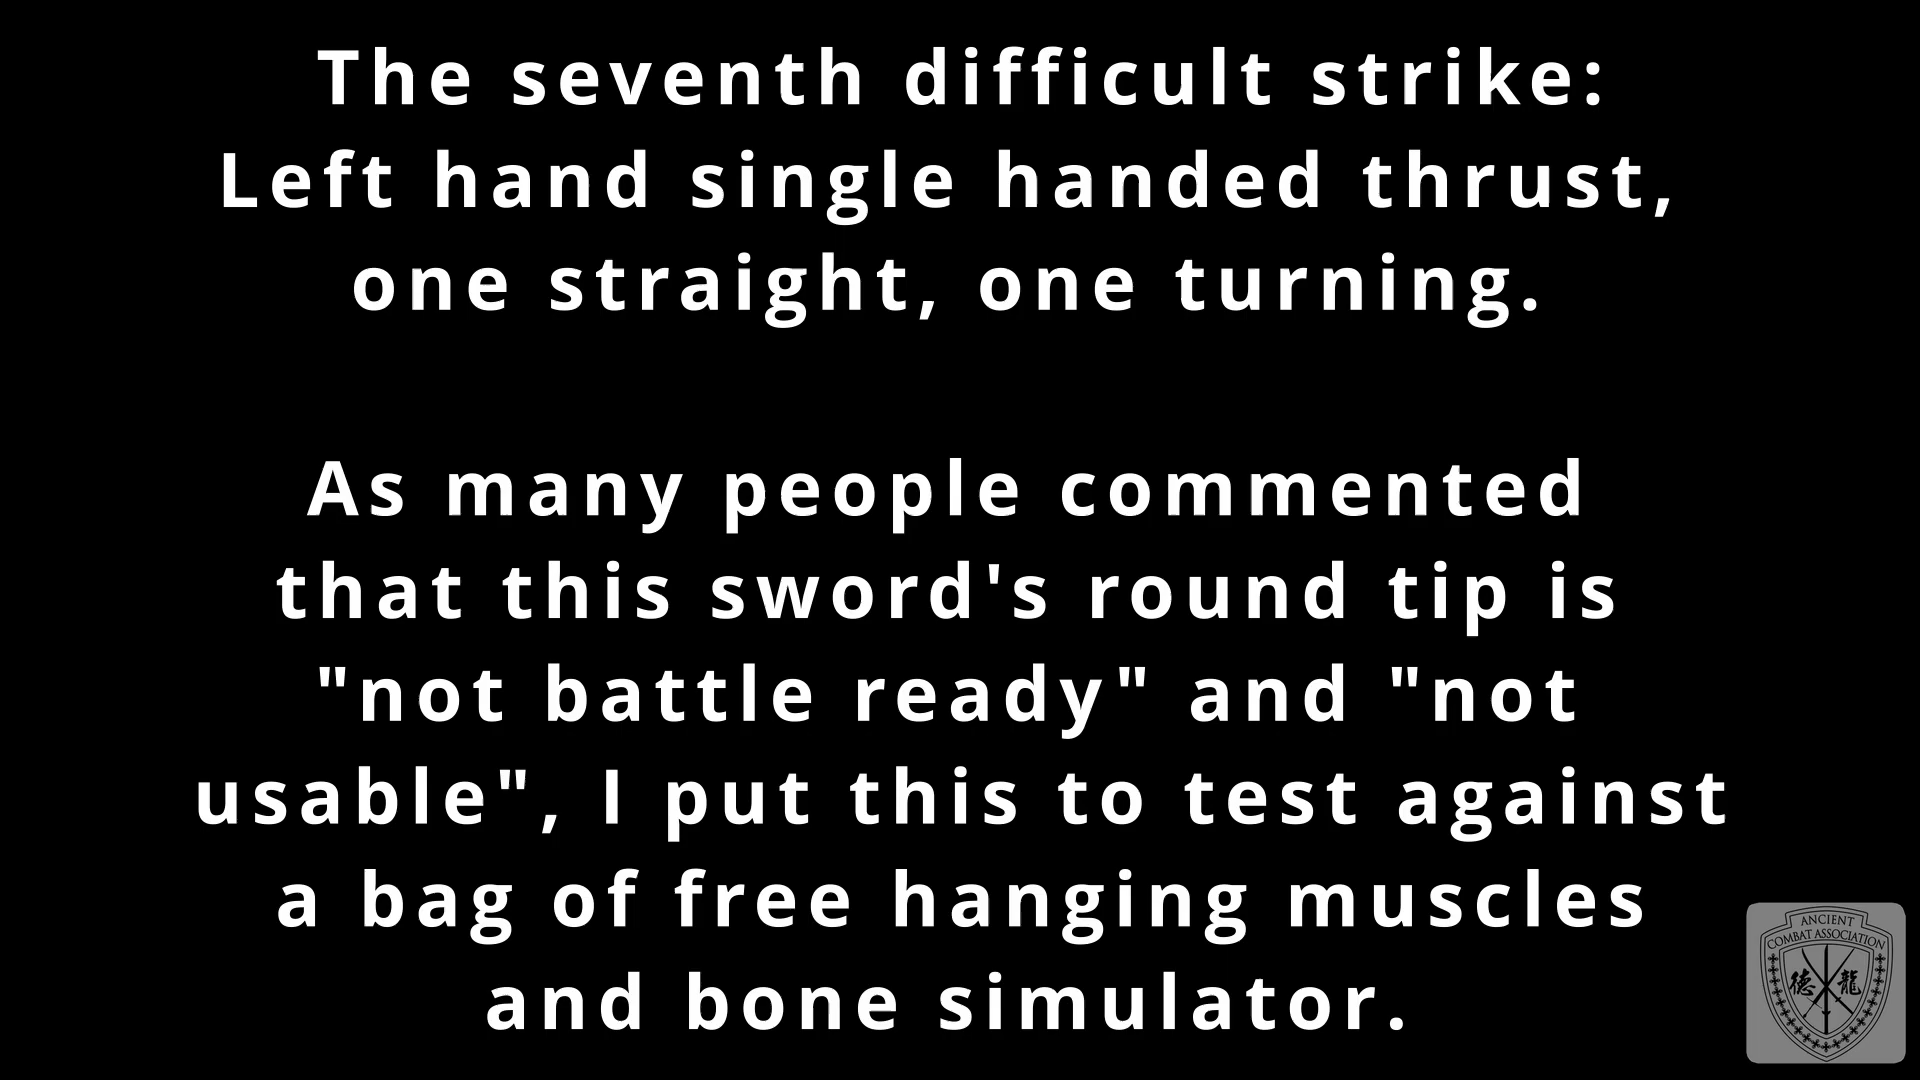 The seventh difficult strike:
Left hand single handed thrust,
one straight, one turning.
As many people commented
that this sword's round tip is
"not battle ready" and "not
usable", I put this to test against
a bag of free hanging muscles
and bone simulator.
ANCIENT
COMBAT ASSOCIATION
德 龍